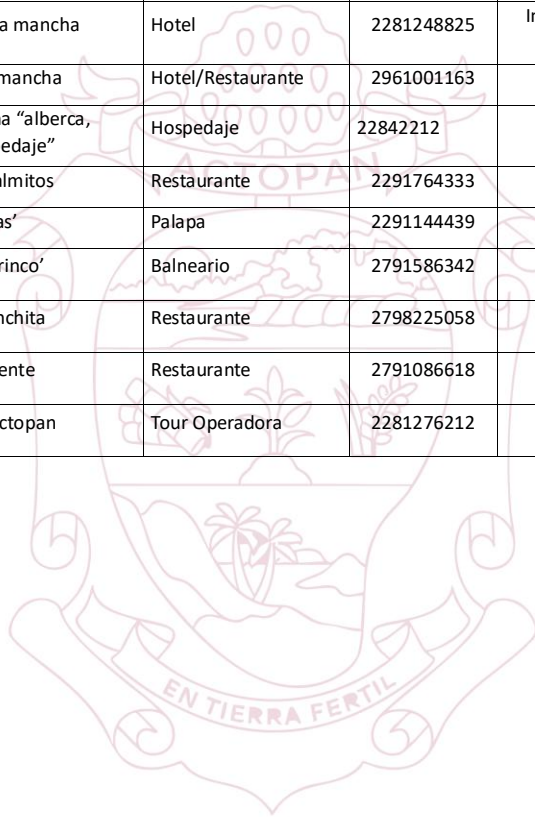 a mancha Hotel 2281248825 In
mancha Hotel/Restaurante 2961001163
a “alberca,
edaje” Hospedaje 22842212
almitos Restaurante 2291764333
as’ Palapa 2291144439
rinco’ Balneario 2791586342
nchita Restaurante 2798225058
ente Restaurante 2791086618
ctopan Tour Operadora 2281276212
ACTOPAN
EN TIERRA FERTIL